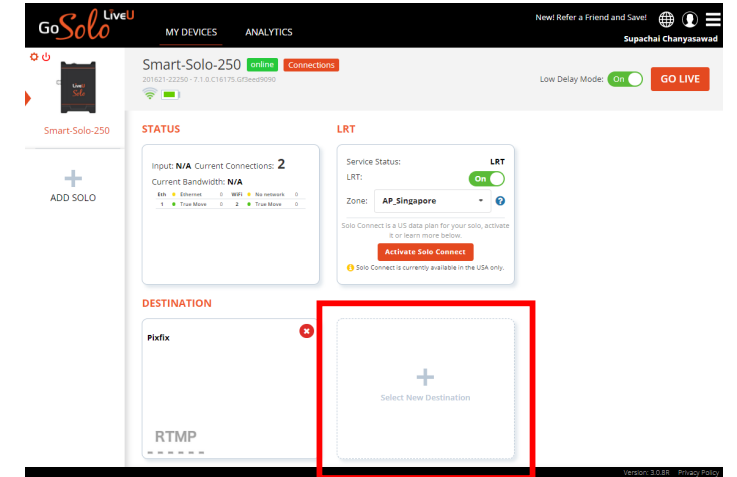 GoSolo LiveU
MY DEVICES ANALYTICS
New! Refer a Friend and Save!
Supachai Chanyasawad
Smart-Solo-250 online Connections
201621-22250 - 7.1.0.C16175.Gf3eed9090
Low Delay Mode: On GO LIVE
LiveU
Solo
Smart-Solo-250
ADD SOLO
STATUS
Input: N/A Current Connections: 2
Current Bandwidth: N/A
Eth Ethernet 0 WiFi No network 0
1 True Move 0 2 True Move 0
LRT
Service Status: LRT
LRT: On
Zone: AP_Singapore
Solo Connect is a US data plan for your solo, activate
it or learn more below.
Activate Solo Connect
Solo Connect is currently available in the USA only.
DESTINATION
Pixfix
RTMP
Select New Destination
Version: 3.0.8R Privacy Policy